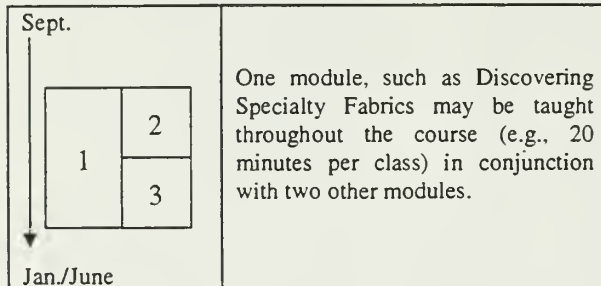 Sept.
1
2
3
Jan./June
One module, such as Discovering
Specialty Fabrics may be taught
throughout the course (e.g., 20
minutes per class) in conjunction
with two other modules.